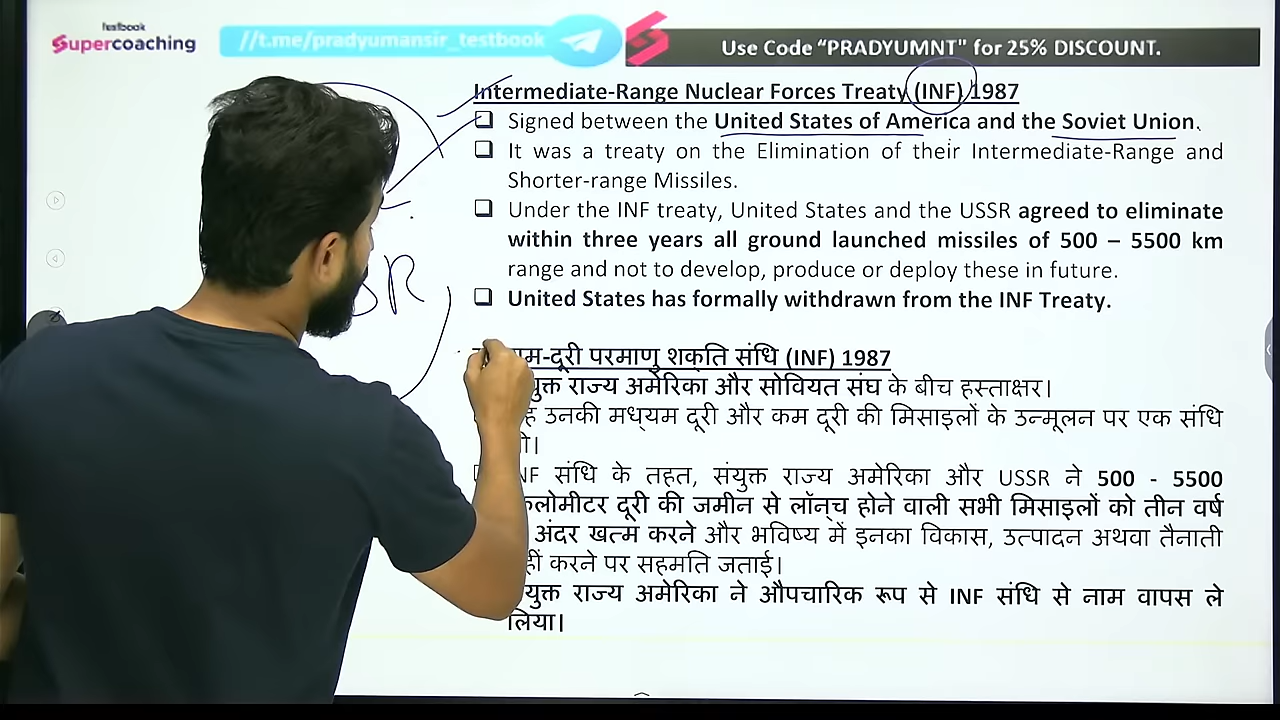 testbook
Supercoaching
//t.me/pradyumansir_testbook
Use Code “PRADYUMNT" for 25% DISCOUNT.
Intermediate-Range Nuclear Forces Treaty (INF) 1987
❑ Signed between the United States of America and the Soviet Union.
❑ It was a treaty on the Elimination of their Intermediate-Range and
Shorter-range Missiles.
❑ Under the INF treaty, United States and the USSR agreed to eliminate
within three years all ground launched missiles of 500 – 5500 km
range and not to develop, produce or deploy these in future.
❑ United States has formally withdrawn from the INF Treaty.
दूरी परमाणु शक्ति संधि (INF) 1987
राज्य अमेरिका और सोवियत संघ के बीच हस्ताक्षर।
उनकी मध्यम दूरी और कम दूरी की मिसाइलों के उन्मूलन पर एक संधि
संधि के तहत, संयुक्त राज्य अमेरिका और USSR ने 500 - 5500
दूरी की जमीन से लॉन्च होने वाली सभी मिसाइलों को तीन वर्ष
अंदर खत्म करने और भविष्य में इनका विकास, उत्पादन अथवा तैनाती
करने पर सहमति जताई।
राज्य अमेरिका ने औपचारिक रूप से INF संधि से नाम वापस ले
लिया।